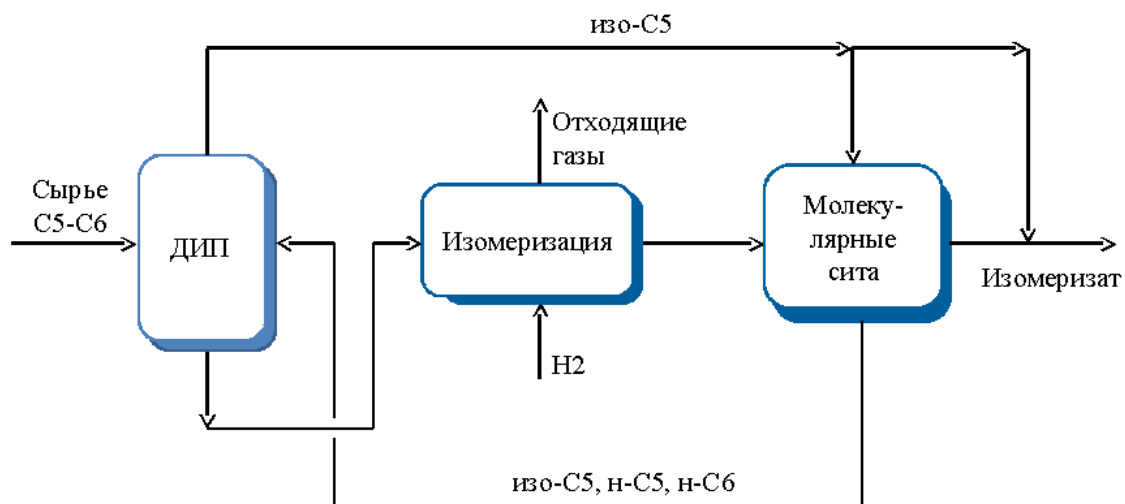 изо-С5
Отходящие
газы
Сырье
С5-С6
ДИП
Изомеризация
Молеку-
лярные
сита
Изомеризат
Н2
изо-С5, н-С5, н-С6